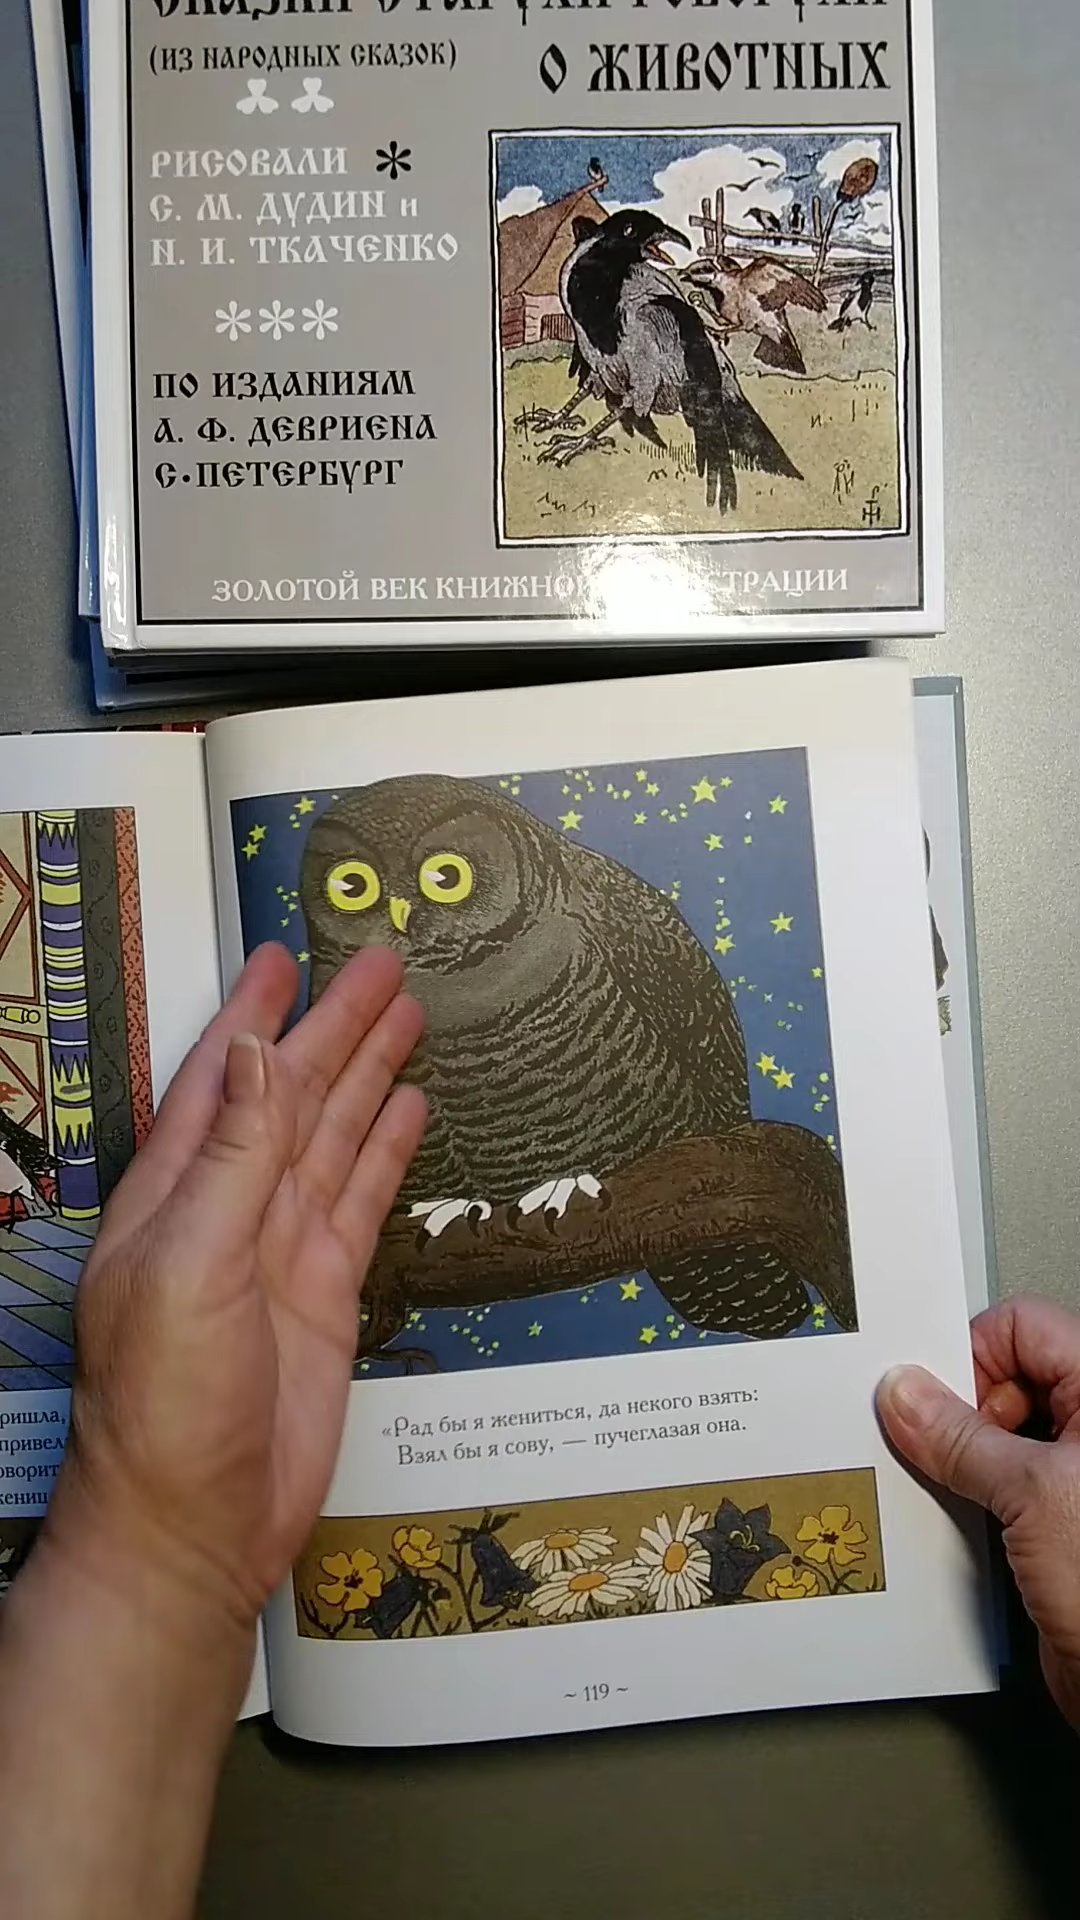 (ИЗ НАРОДНЫХ СКАЗОК)
О ЖИВОТНЫХ
РИСОВАЛИ
С. М. ДУДИН и
Н. И. ТКАЧЕНКО
ПО ИЗДАНИЯМ
А. Ф. ДЕВРИЕНА
С·ПЕТЕРБУРГ
ЗОЛОТОЙ ВЕК КНИЖНОЙ
«Рад бы я жениться, да некого взять:
Взял бы я сову, — пучеглазая она.
~ 119 ~